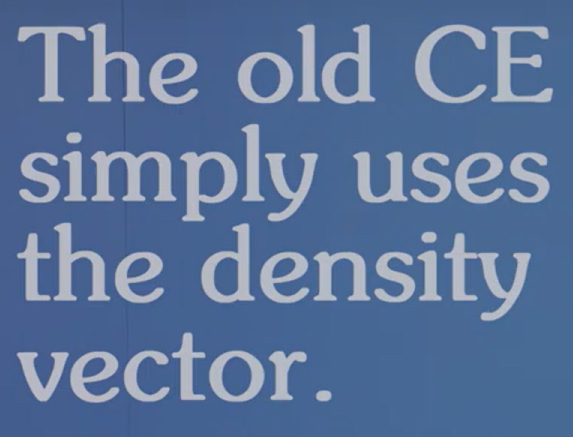 The old CE
simply uses
the density
vector.